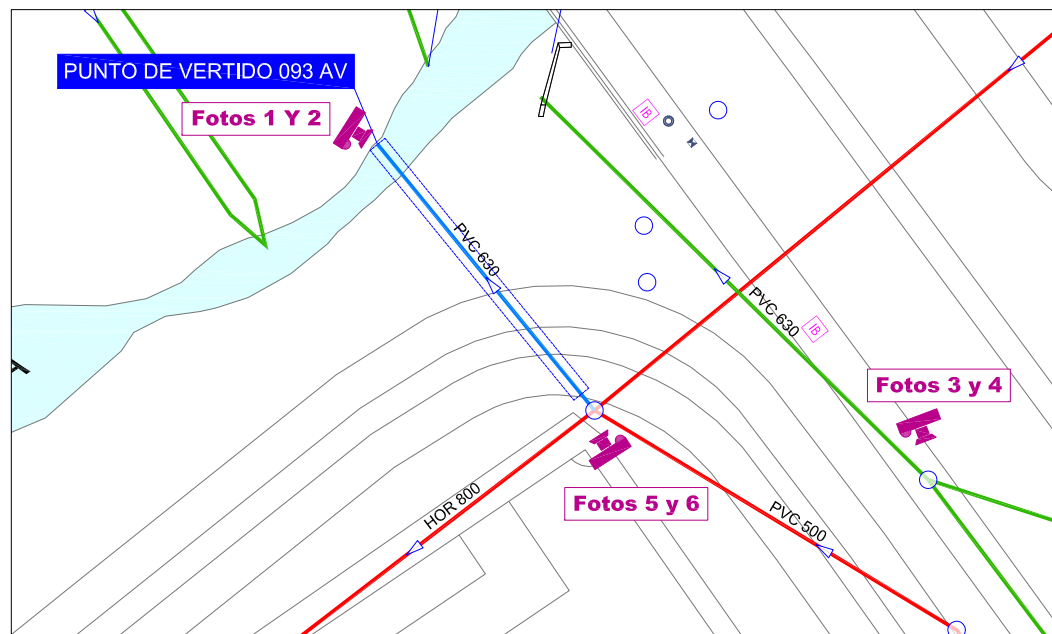 PUNTO DE VERTIDO 093 AV
Fotos 1 Y 2
IB
PVC 630
PVC 630
IB
Fotos 3 y 4
HOR 800
Fotos 5 y 6
PVC 500